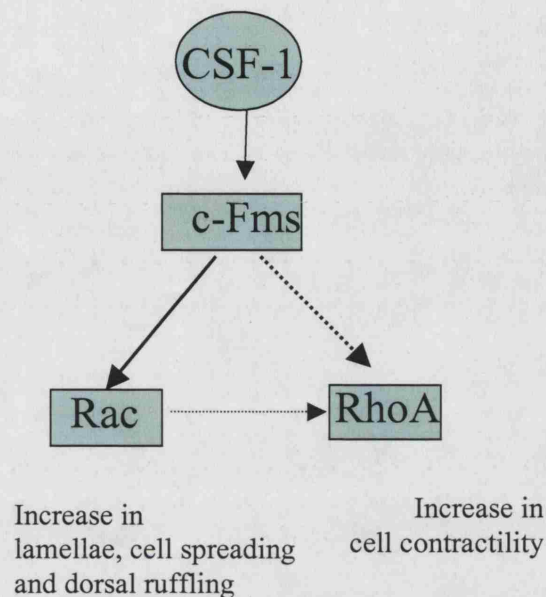 CSF-1
c-Fms
Rac
RhoA
Increase in
lamellae, cell spreading
and dorsal ruffling
Increase in
cell contractility